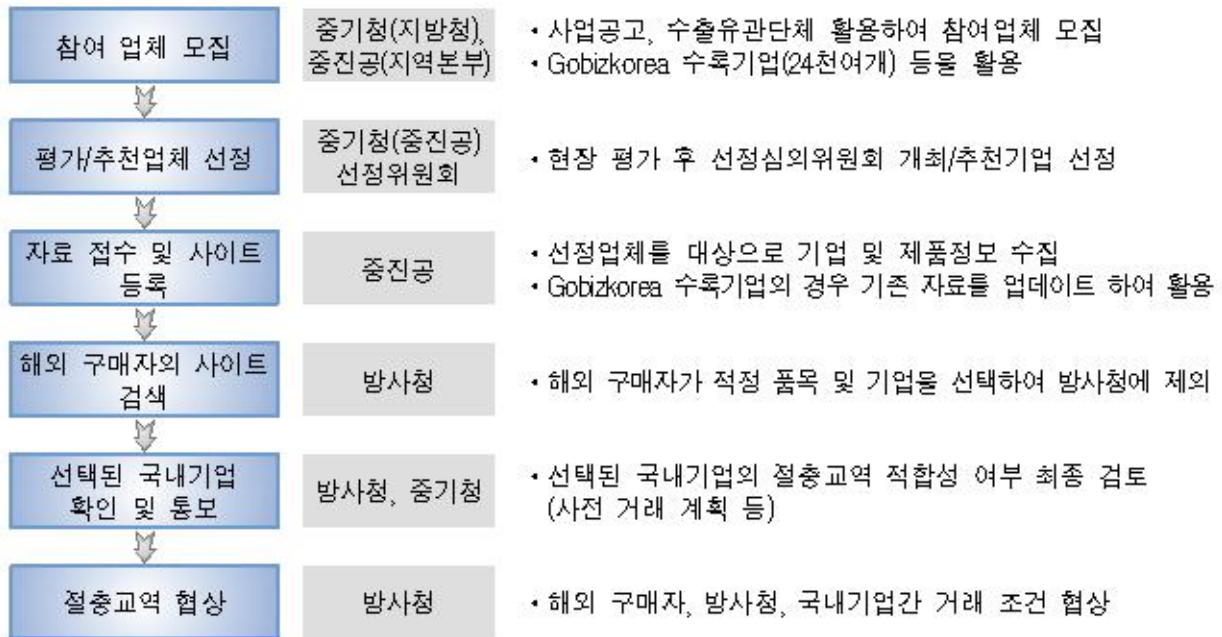 참여 업체 모집
중기청(지방청),
중진공(지역본부)
• 사업공고, 수출유관단체 활용하여 참여업체 모집
• Gobizkorea 수록기업(24천여개) 등을 활용
평가/추천업체 선정
중기청(중진공)
선정위원회
• 현장 평가 후 선정심의위원회 개최/추천기업 선정
자료 접수 및 사이트
등록
중진공
• 선정업체를 대상으로 기업 및 제품정보 수집
• Gobizkorea 수록기업의 경우 기존 자료를 업데이트 하여 활용
해외 구매자의 사이트
검색
방사청
• 해외 구매자가 적정 품목 및 기업을 선택하여 방사청에 제의
선택된 국내기업
확인 및 통보
방사청, 중기청
• 선택된 국내기업의 절충교역 적합성 여부 최종 검토
(사전 거래 계획 등)
절충교역 협상
방사청
• 해외 구매자, 방사청, 국내기업간 거래 조건 협상